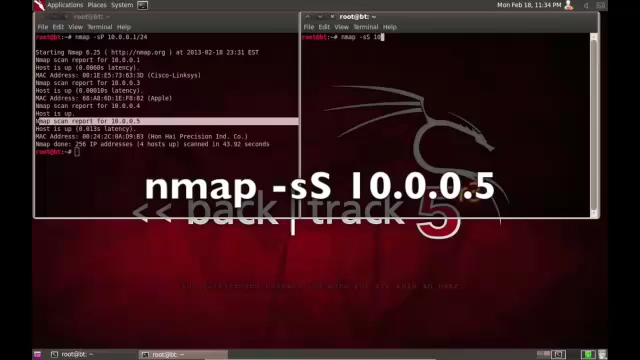 Applications Places System
Mon Feb 18, 11:34 PM
root@bt: ~
File Edit View Terminal Help
root@bt:~# nmap -sP 10.0.0.1/24
Starting Nmap 6.25 ( http://nmap.org ) at 2013-02-18 23:31 EST
Nmap scan report for 10.0.0.1
Host is up (0.0060s latency).
MAC Address: 00:1E:E5:73:63:3D (Cisco-Linksys)
Nmap scan report for 10.0.0.3
Host is up (0.00010s latency).
MAC Address: 68:A8:6D:1E:F8:82 (Apple)
Nmap scan report for 10.0.0.4
Host is up.
Nmap scan report for 10.0.0.5
Host is up (0.013s latency).
MAC Address: 00:24:2C:0A:D9:B3 (Hon Hai Precision Ind. Co.)
Nmap done: 256 IP addresses (4 hosts up) scanned in 43.92 seconds
root@bt:~#
root@bt: ~
File Edit View Terminal Help
root@bt:~# nmap -sS 10
nmap -sS 10.0.0.5
<< back | track 5
root@bt: ~
root@bt: ~